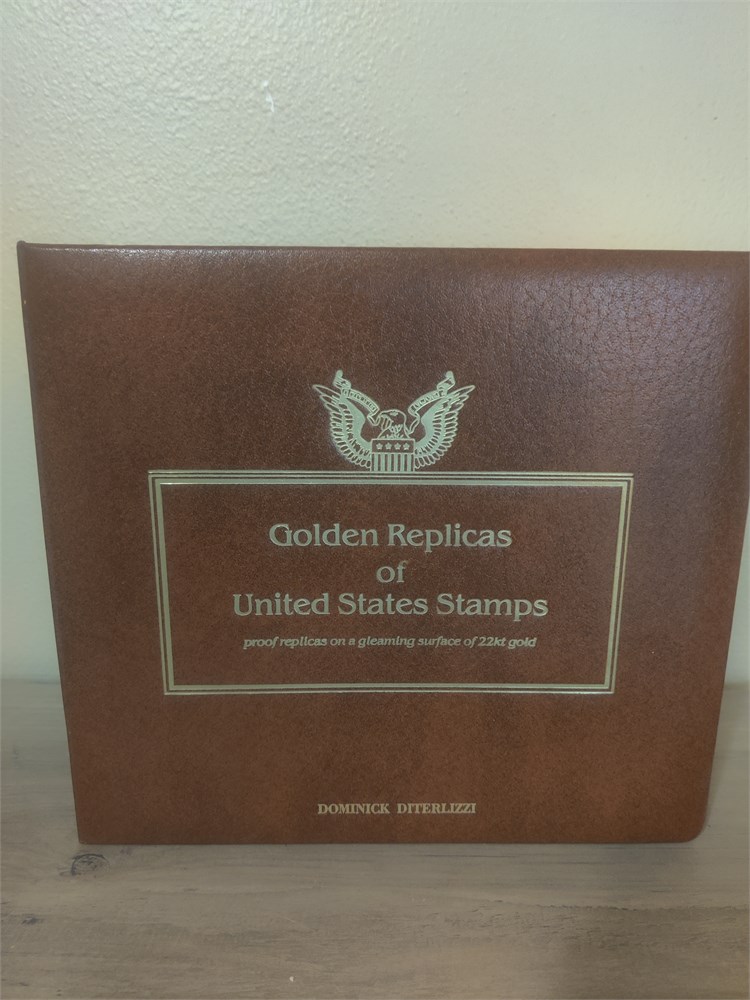 Golden Replicas
of
United States Stamps
proof replicas on a gleaming surface of 22kt gold
DOMINICK DITERLIZZI